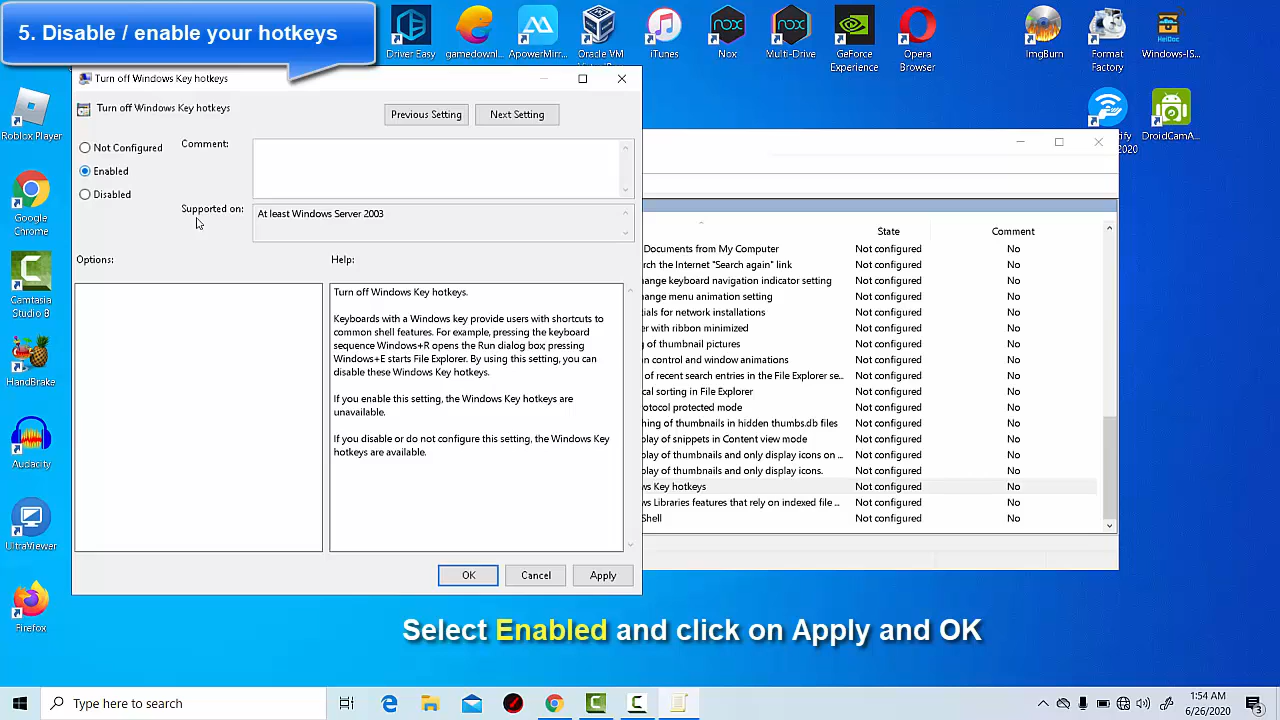 5. Disable / enable your hotkeys
Driver Easy
gamedownl...
ApowerMirr...
Oracle VM
iTunes
Nox
Multi-Drive
GeForce
Experience
Opera
Browser
ImgBurn
Format
Factory
Windows-IS...
Roblox Player
Google
Chrome
Camtasia
Studio 8
HandBrake
Audacity
UltraViewer
Firefox
2020
DroidCamA...
Turn off Windows Key hotkeys
Turn off Windows Key hotkeys
Previous Setting
Next Setting
Not Configured
Enabled
Disabled
Comment:
Supported on:
At least Windows Server 2003
Options:
Help:
Turn off Windows Key hotkeys.
Keyboards with a Windows key provide users with shortcuts to
common shell features. For example, pressing the keyboard
sequence Windows+R opens the Run dialog box; pressing
Windows+E starts File Explorer. By using this setting, you can
disable these Windows Key hotkeys.
If you enable this setting, the Windows Key hotkeys are
unavailable.
If you disable or do not configure this setting, the Windows Key
hotkeys are available.
OK
Cancel
Apply
State
Comment
Documents from My Computer Not configured No
rch the Internet "Search again" link Not configured No
ange keyboard navigation indicator setting Not configured No
ange menu animation setting Not configured No
tials for network installations Not configured No
er with ribbon minimized Not configured No
g of thumbnail pictures Not configured No
n control and window animations Not configured No
of recent search entries in the File Explorer se... Not configured No
cal sorting in File Explorer Not configured No
otocol protected mode Not configured No
hing of thumbnails in hidden thumbs.db files Not configured No
play of snippets in Content view mode Not configured No
play of thumbnails and only display icons on ... Not configured No
play of thumbnails and only display icons. Not configured No
ws Key hotkeys Not configured No
ws Libraries features that rely on indexed file ... Not configured No
Shell Not configured No
Select Enabled and click on Apply and OK
Type here to search
1:54 AM
6/26/2020
3